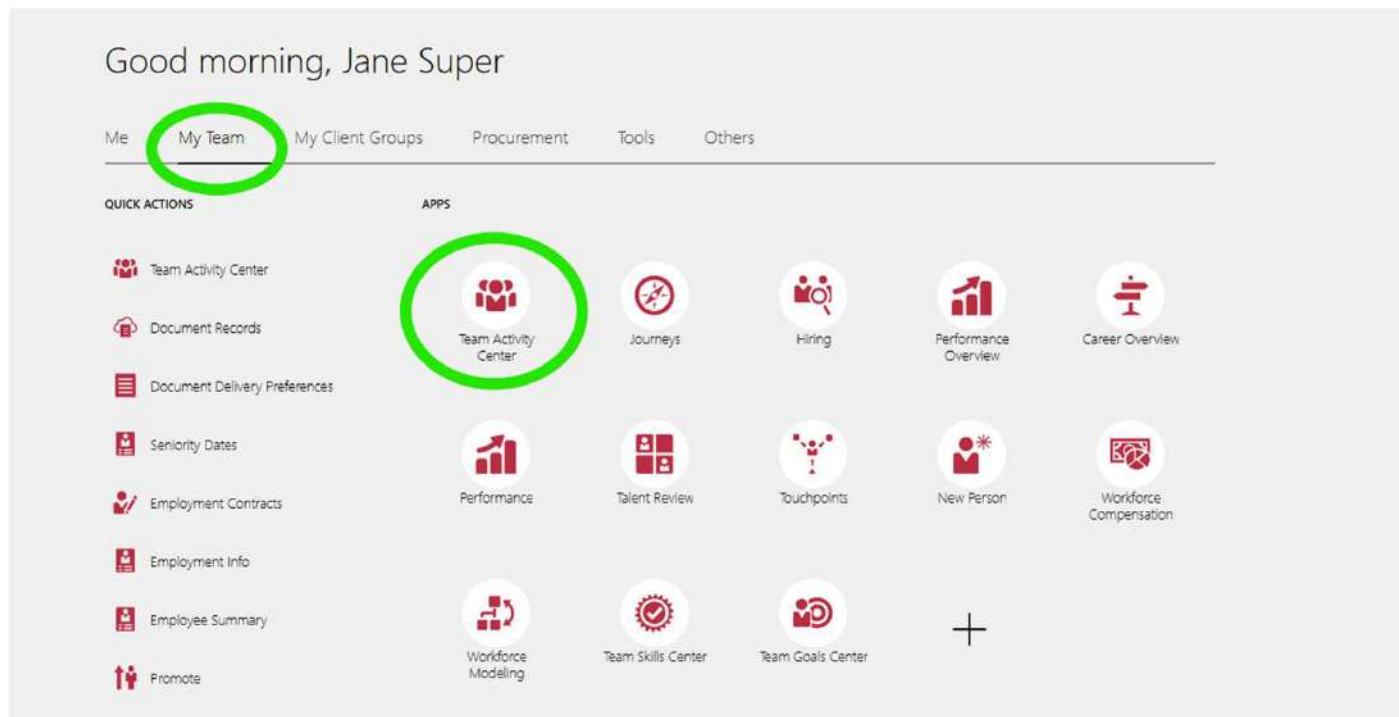 Good morning, Jane Super
Me My Team My Client Groups Procurement Tools Others
QUICK ACTIONS
Team Activity Center
Document Records
Document Delivery Preferences
Seniority Dates
Employment Contracts
Employment Info
Employee Summary
Promote
APPS
Team Activity
Center
Journeys
Hiring
Performance
Overview
Career Overview
Performance
Talent Review
Touchpoints
New Person
Workforce
Compensation
Workforce
Modeling
Team Skills Center
Team Goals Center